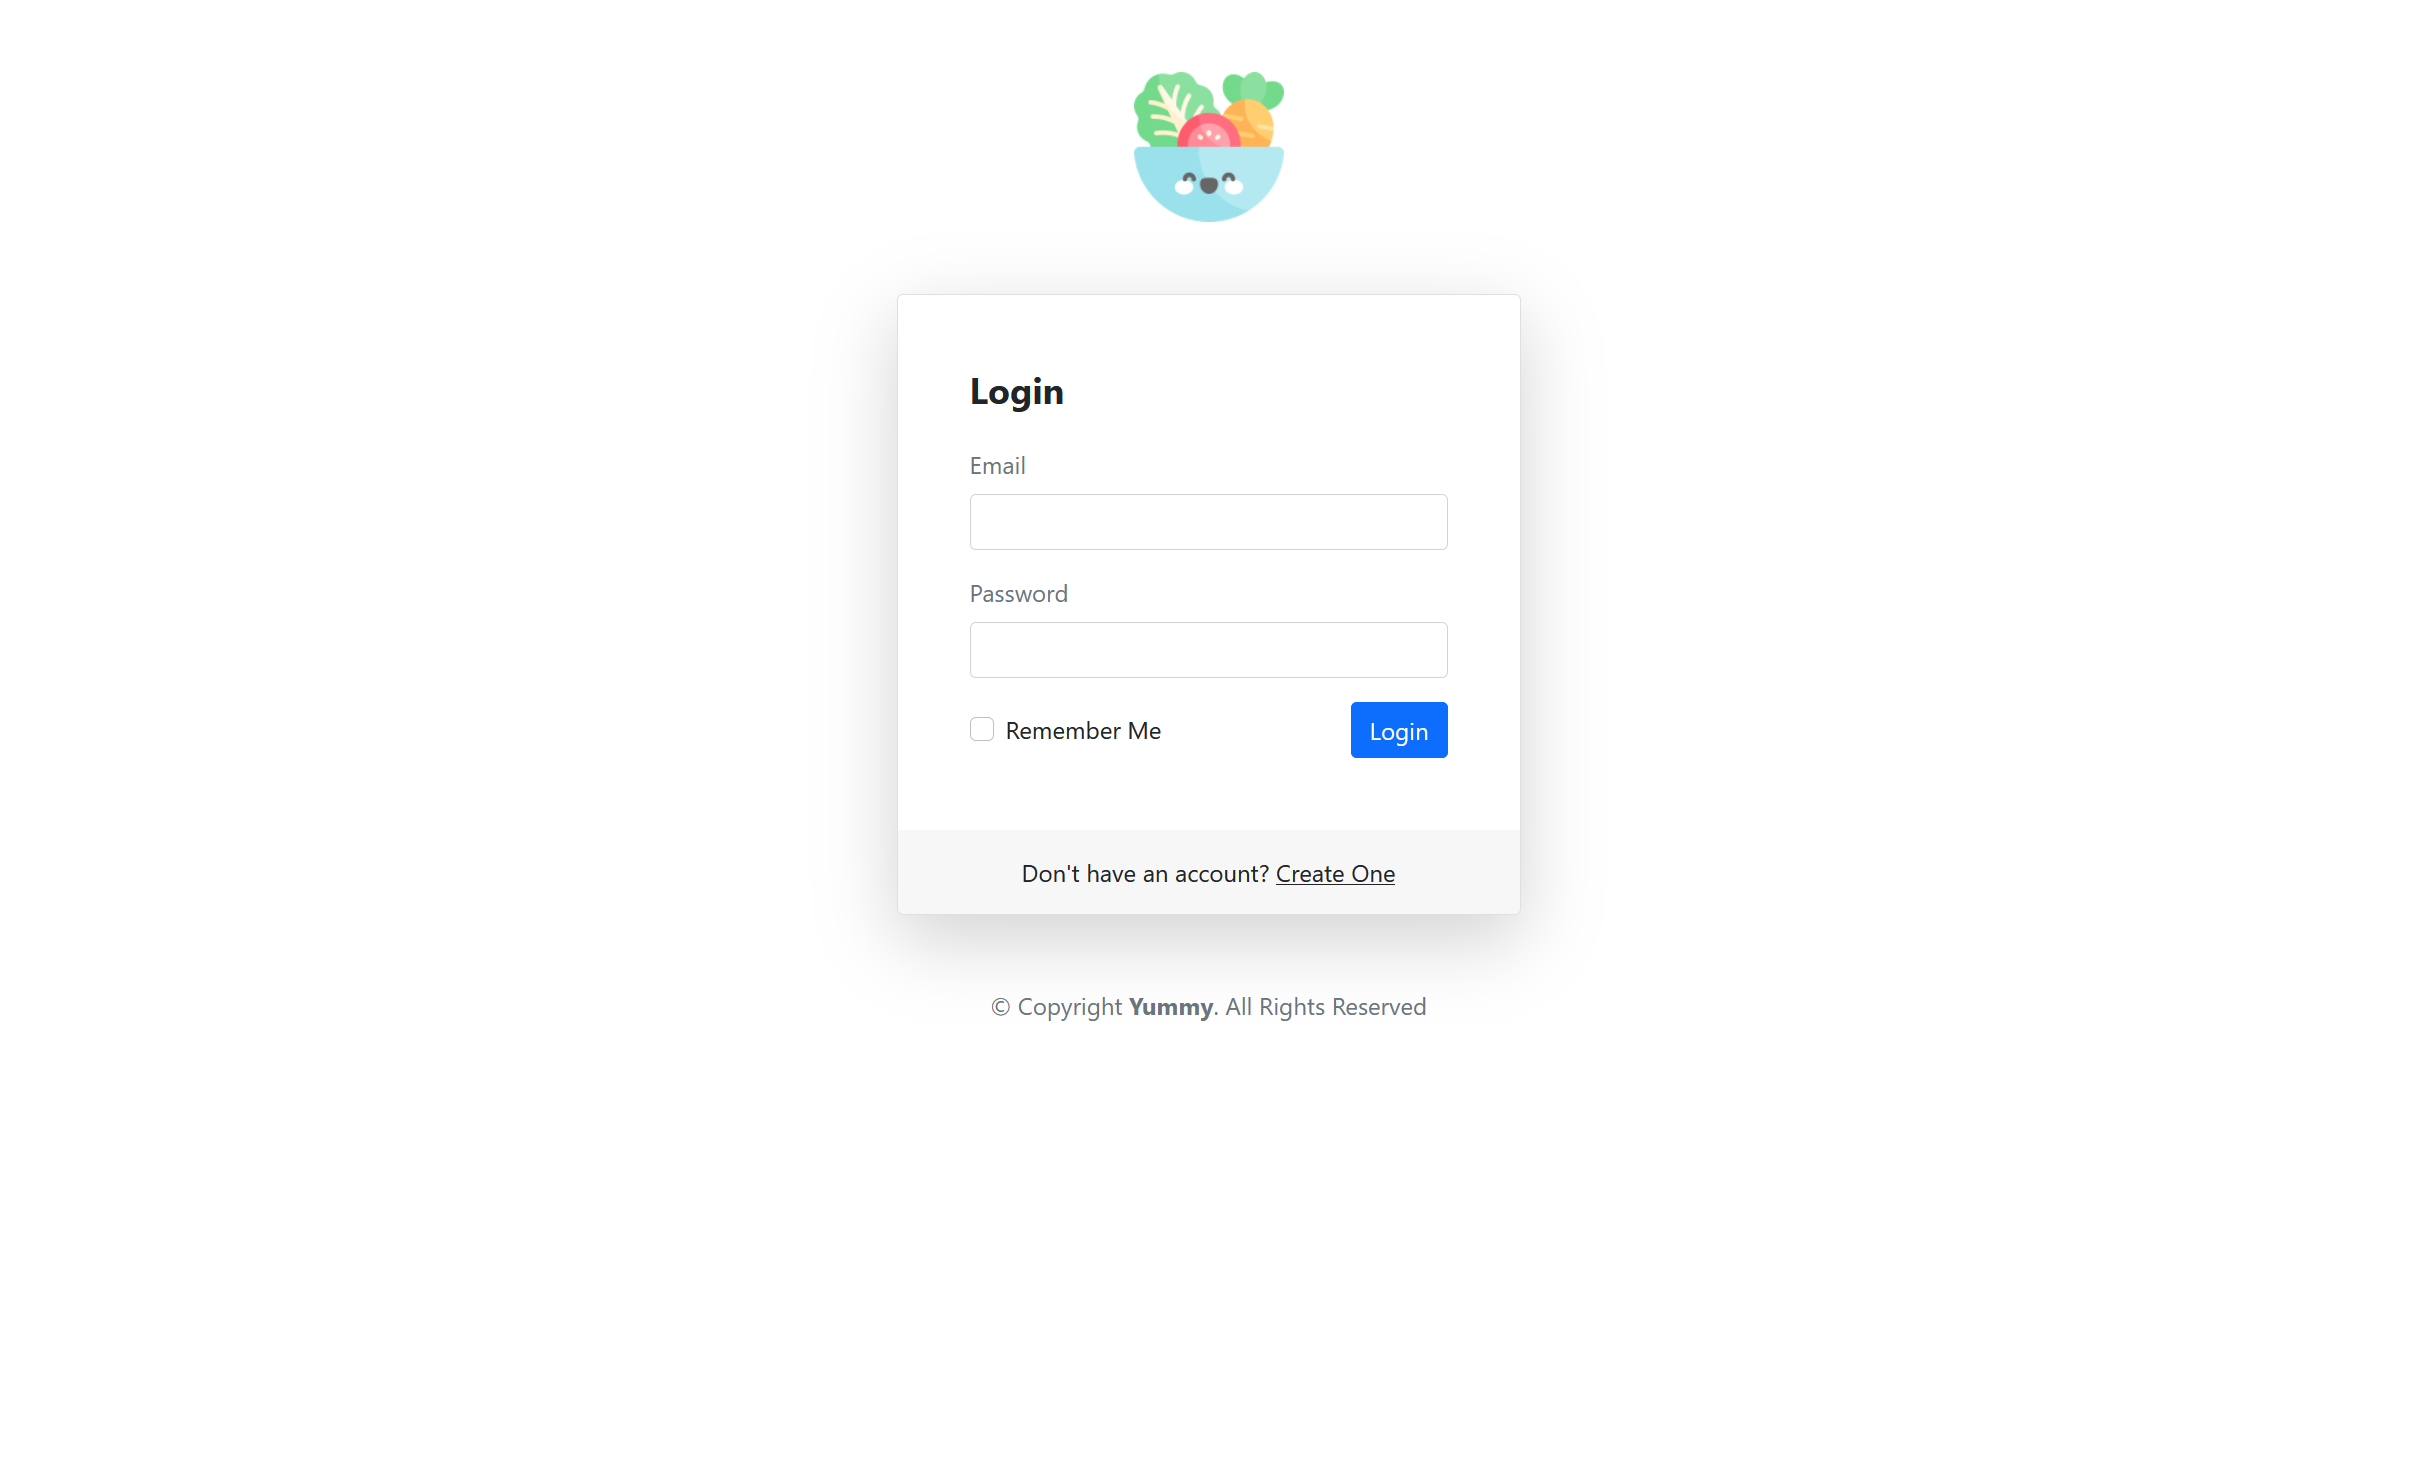 Login
Email
Password
Remember Me
Login
Don't have an account? Create One
© Copyright Yummy. All Rights Reserved